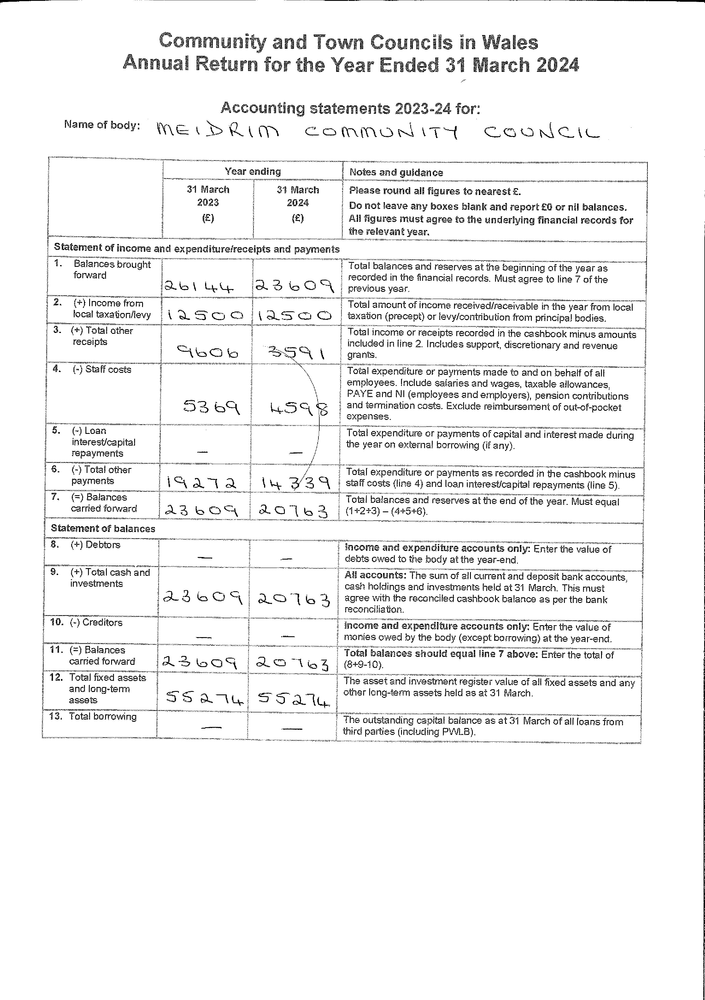 Community and Town Councils in Wales
Annual Return for the Year Ended 31 March 2024
Accounting statements 2023-24 for:
Name of body: MEIDRIM COMMUNITY COUNCIL
Year ending
Notes and guidance
31 March 2023 (£)
31 March 2024 (£)
Please round all figures to nearest £.
Do not leave any boxes blank and report £0 or nil balances.
All figures must agree to the underlying financial records for
the relevant year.
Statement of income and expenditure/receipts and payments
1. Balances brought
forward
26144 23609
Total balances and reserves at the beginning of the year as
recorded in the financial records. Must agree to line 7 of the
previous year.
2. (+) Income from
local taxation/levy
12500 12500
Total amount of income received/receivable in the year from local
taxation (precept) or levy/contribution from principal bodies.
3. (+) Total other
receipts
9606 3591
Total income or receipts recorded in the cashbook minus amounts
included in line 2. Includes support, discretionary and revenue
grants.
4. (-) Staff costs
5369 4598
Total expenditure or payments made to and on behalf of all
employees. Include salaries and wages, taxable allowances,
PAYE and NI (employees and employers), pension contributions
and termination costs. Exclude reimbursement of out-of-pocket
expenses.
5. (-) Loan
interest/capital
repayments
— —
Total expenditure or payments of capital and interest made during
the year on external borrowing (if any).
6. (-) Total other
payments
19272 14339
Total expenditure or payments as recorded in the cashbook minus
staff costs (line 4) and loan interest/capital repayments (line 5).
7. (=) Balances
carried forward
23609 20763
Total balances and reserves at the end of the year. Must equal
(1+2+3) – (4+5+6).
Statement of balances
8. (+) Debtors
— —
Income and expenditure accounts only: Enter the value of
debts owed to the body at the year-end.
9. (+) Total cash and
investments
23609 20763
All accounts: The sum of all current and deposit bank accounts,
cash holdings and investments held at 31 March. This must
agree with the reconciled cashbook balance as per the bank
reconciliation.
10. (-) Creditors
— —
Income and expenditure accounts only: Enter the value of
monies owed by the body (except borrowing) at the year-end.
11. (=) Balances
carried forward
23609 20763
Total balances should equal line 7 above: Enter the total of
(8+9-10).
12. Total fixed assets
and long-term
assets
55274 55274
The asset and investment register value of all fixed assets and any
other long-term assets held as at 31 March.
13. Total borrowing
— —
The outstanding capital balance as at 31 March of all loans from
third parties (including PWLB).